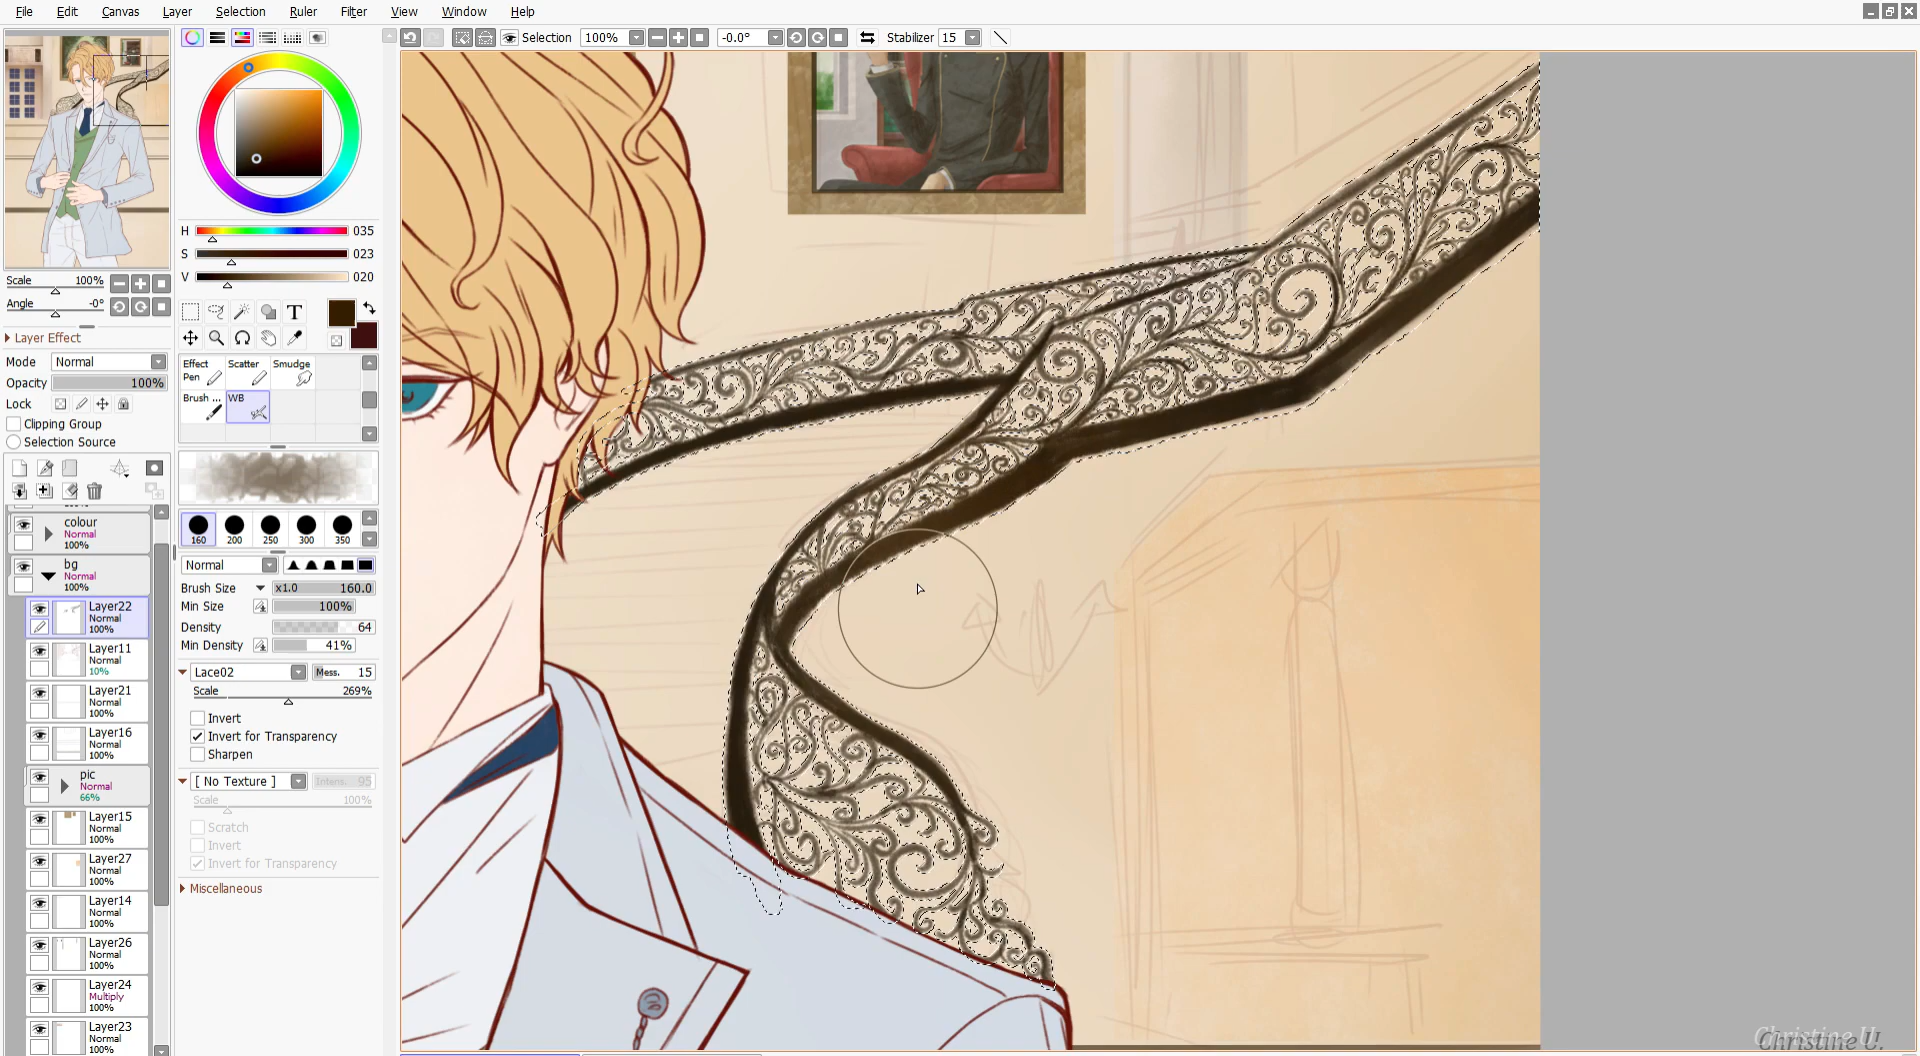 File Edit Canvas Layer Selection Ruler Filter View Window Help
Selection 100% -0.0° Stabilizer 15
Scale 100%
Angle -0°
Layer Effect
Mode Normal
Opacity 100%
Lock
Clipping Group
Selection Source
colour
Normal
100%
bg
Normal
100%
Layer22
Normal
100%
Layer11
Normal
10%
Layer21
Normal
100%
Layer16
Normal
100%
pic
Normal
66%
Layer15
Normal
100%
Layer27
Normal
100%
Layer14
Normal
100%
Layer26
Normal
100%
Layer24
Multiply
100%
Layer23
Normal
100%
H 035
S 023
V 020
T
Effect Pen
Scatter
Smudge
Brush ...
WB
160 200 250 300 350
Normal
Brush Size x1.0 160.0
Min Size 100%
Density 64
Min Density 41%
Lace02 Mess. 15
Scale 269%
Invert
Invert for Transparency
Sharpen
[ No Texture ] Intens. 95
Scale 100%
Scratch
Invert
Invert for Transparency
Miscellaneous
Christine U.
Christine U.